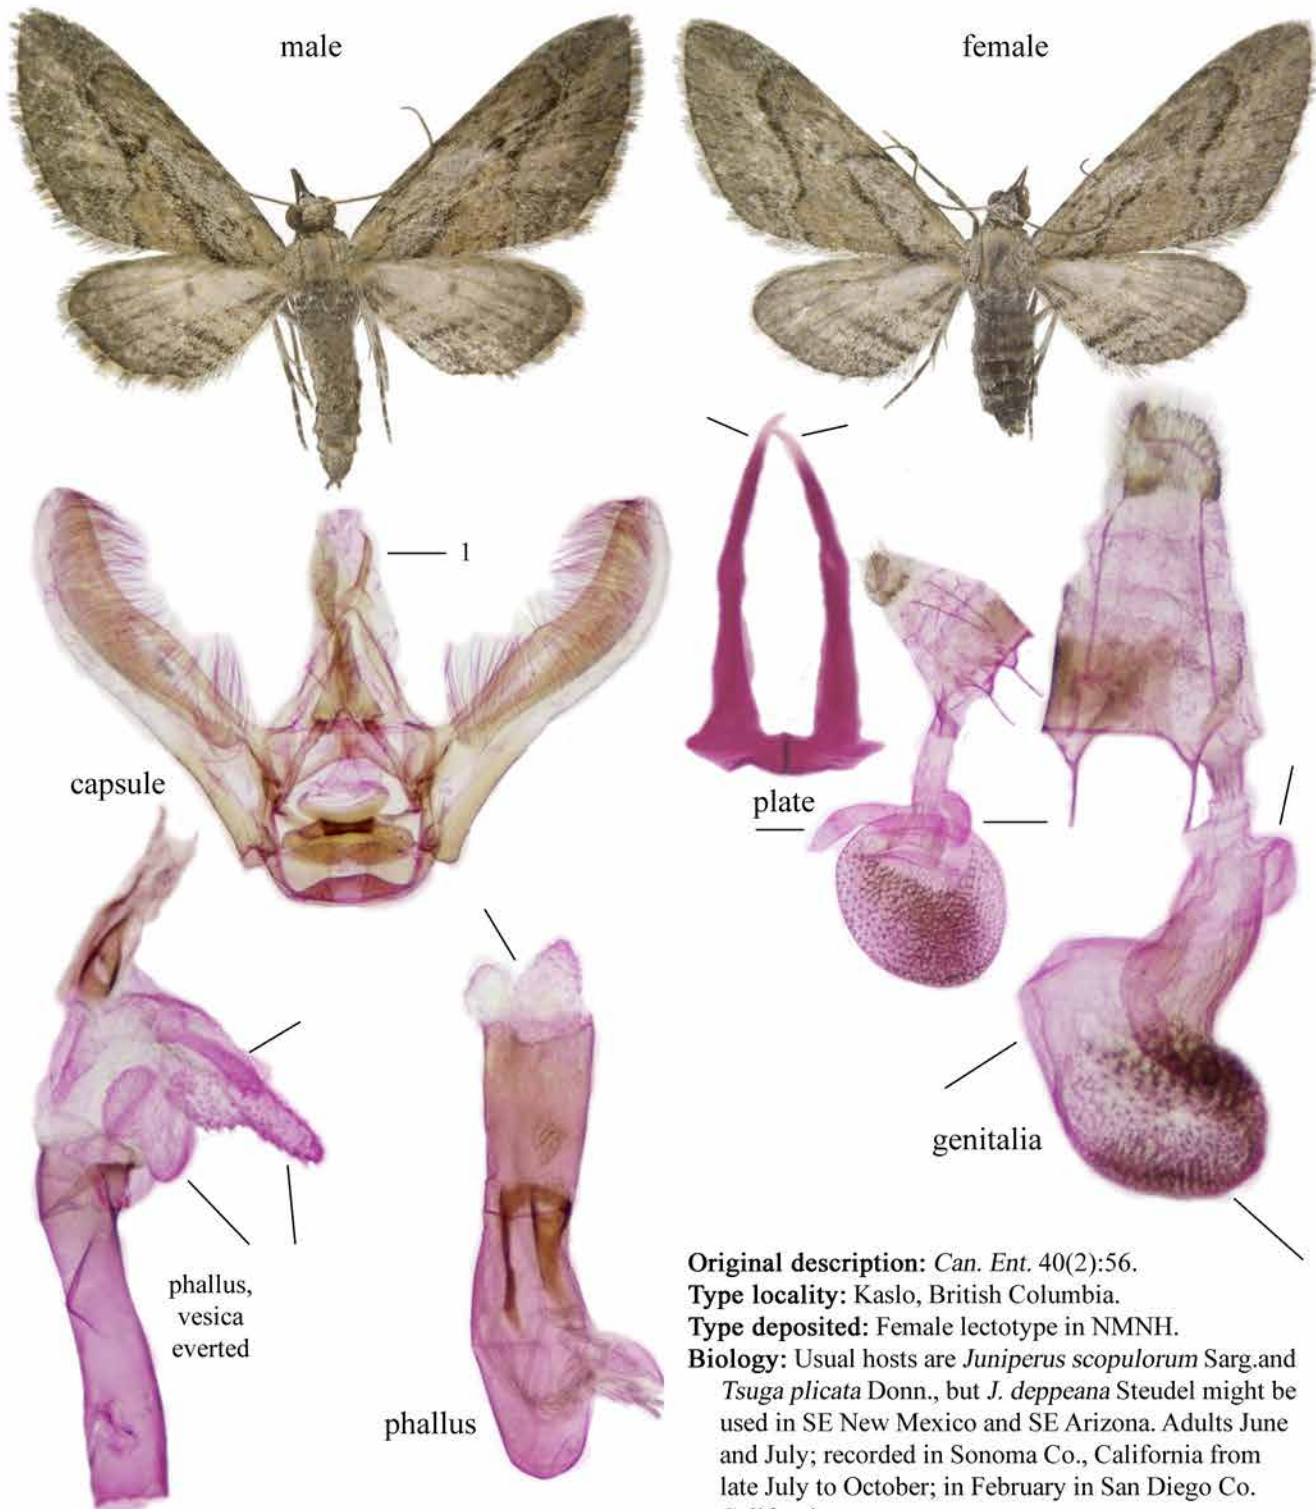 male
female
1
capsule
plate
genitalia
phallus,
vesica
everted
phallus
Original description: Can. Ent. 40(2):56.
Type locality: Kaslo, British Columbia.
Type deposited: Female lectotype in NMNH.
Biology: Usual hosts are Juniperus scopulorum Sarg.and
Tsuga plicata Donn., but J. deppeana Steudel might be
used in SE New Mexico and SE Arizona. Adults June
and July; recorded in Sonoma Co., California from
late July to October; in February in San Diego Co.